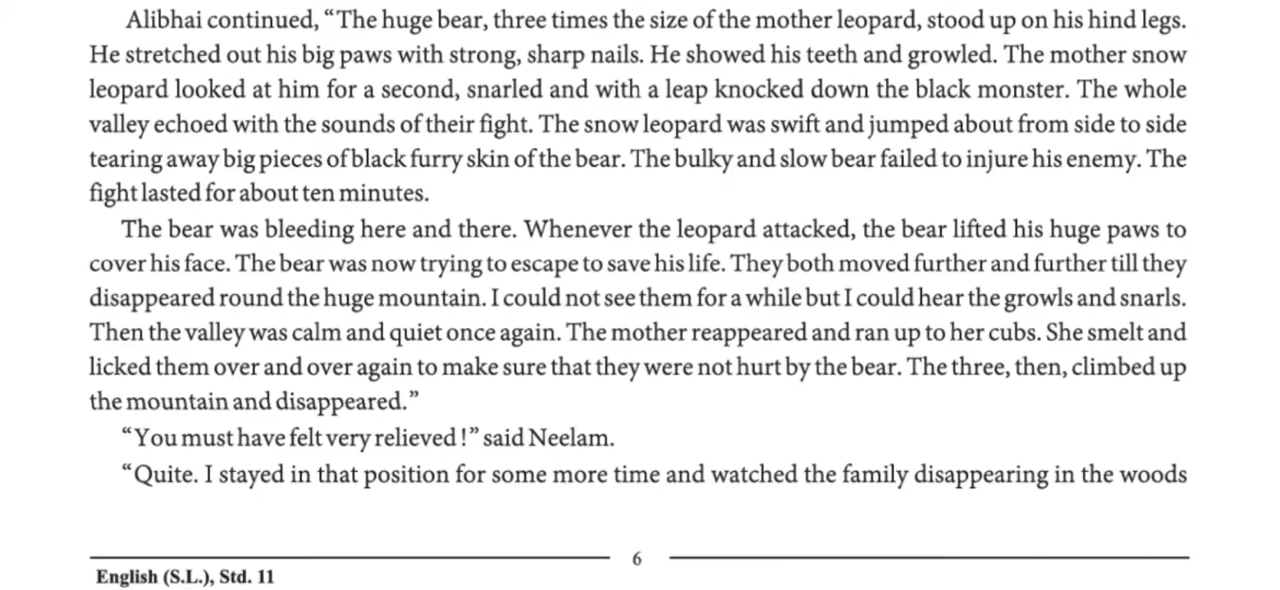 Alibhai continued, “The huge bear, three times the size of the mother leopard, stood up on his hind legs.
He stretched out his big paws with strong, sharp nails. He showed his teeth and growled. The mother snow
leopard looked at him for a second, snarled and with a leap knocked down the black monster. The whole
valley echoed with the sounds of their fight. The snow leopard was swift and jumped about from side to side
tearing away big pieces of black furry skin of the bear. The bulky and slow bear failed to injure his enemy. The
fight lasted for about ten minutes.
The bear was bleeding here and there. Whenever the leopard attacked, the bear lifted his huge paws to
cover his face. The bear was now trying to escape to save his life. They both moved further and further till they
disappeared round the huge mountain. I could not see them for a while but I could hear the growls and snarls.
Then the valley was calm and quiet once again. The mother reappeared and ran up to her cubs. She smelt and
licked them over and over again to make sure that they were not hurt by the bear. The three, then, climbed up
the mountain and disappeared.”
“You must have felt very relieved !” said Neelam.
“Quite. I stayed in that position for some more time and watched the family disappearing in the woods
6
English (S.L.), Std. 11